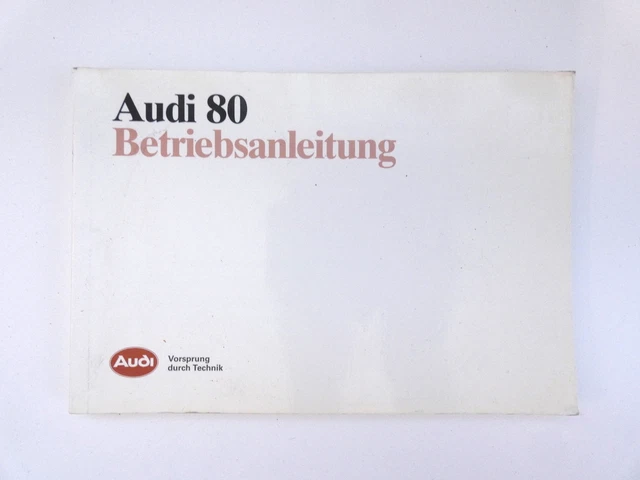 Audi 80
Betriebsanleitung
Audi
Vorsprung
durch Technik